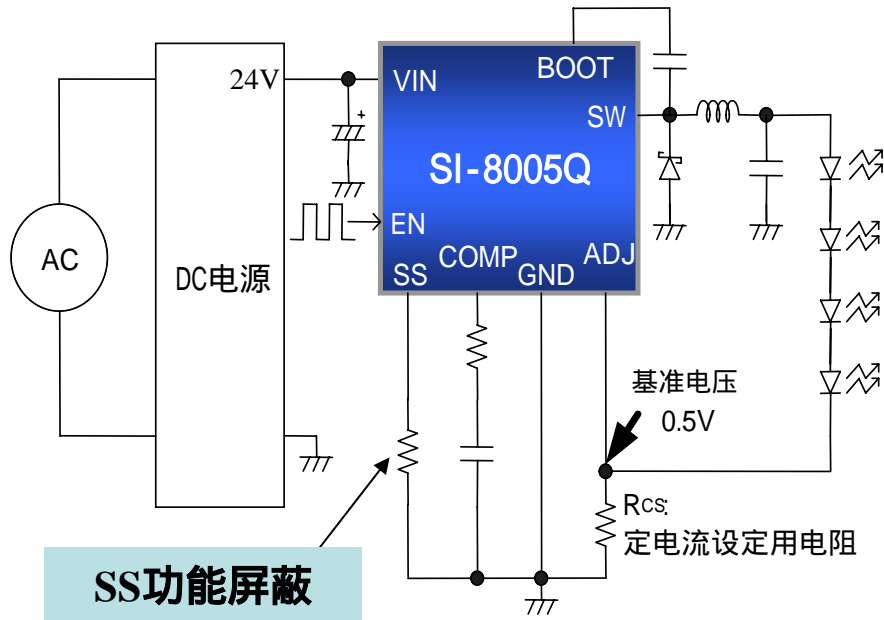 24V
VIN
BOOT
SW
SI-8005Q
EN
COMP
ADJ
SS
GND
AC
DC电源
基准电压
0.5V
RCS:
定电流设定用电阻
SS功能屏蔽
+